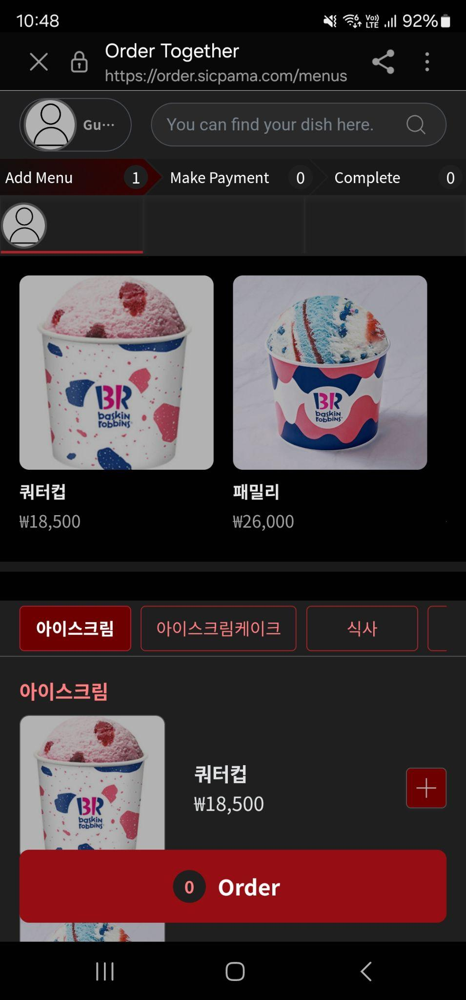 10:48
Vo))
LTE
92%
Order Together
https://order.sicpama.com/menus
Gu···
You can find your dish here.
Add Menu 1 Make Payment 0 Complete 0
BR
baskin
robbins
BR
baskin
robbins
쿼터컵 패밀리
₩18,500 ₩26,000
아이스크림 아이스크림케이크 식사
아이스크림
BR
baskin
robbins
쿼터컵
₩18,500
0 Order